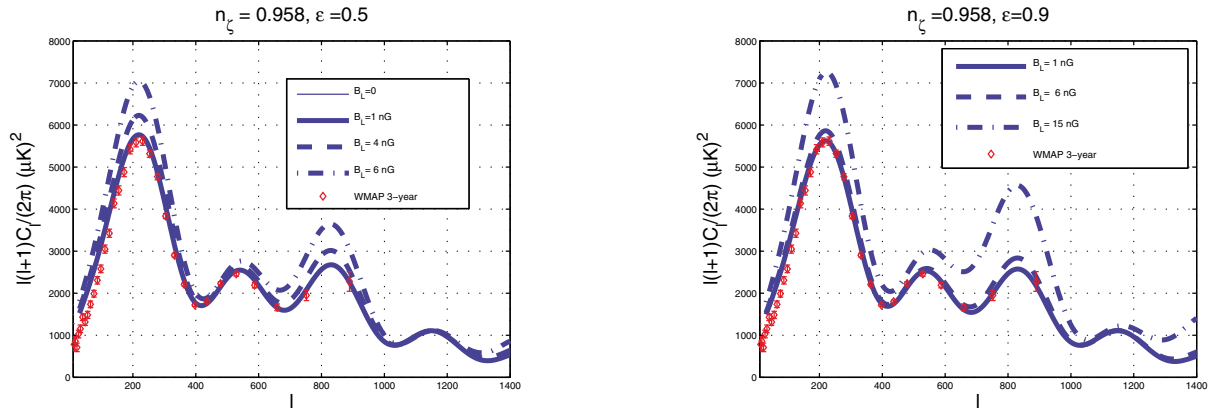 n_ζ = 0.958, ε =0.5
l(l+1)C_l/(2π) (μK)²
8000
7000
6000
5000
4000
3000
2000
1000
0
200
400
600
800
1000
1200
1400
l
B_L=0
B_L=1 nG
B_L= 4 nG
B_L= 6 nG
WMAP 3−year
n_ζ =0.958, ε=0.9
l(l+1)C_l/(2π) (μK)²
8000
7000
6000
5000
4000
3000
2000
1000
0
200
400
600
800
1000
1200
1400
l
B_L= 1 nG
B_L= 6 nG
B_L= 15 nG
WMAP 3−year